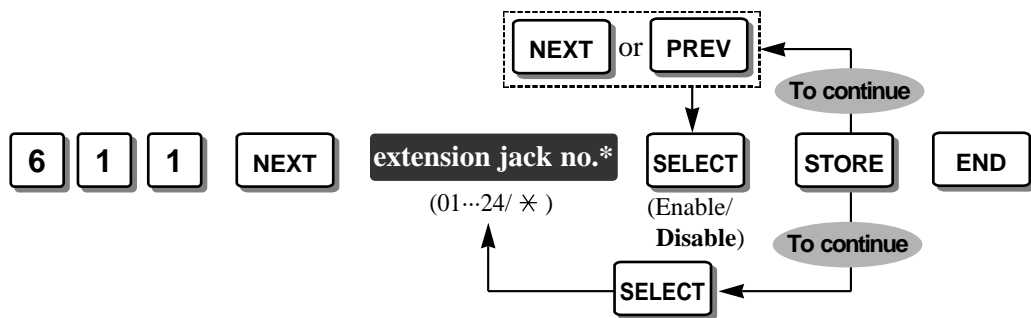 NEXT or PREV
To continue
6 1 1 NEXT extension jack no.* SELECT STORE END
(01···24/ ✳ )
(Enable/
Disable)
To continue
SELECT